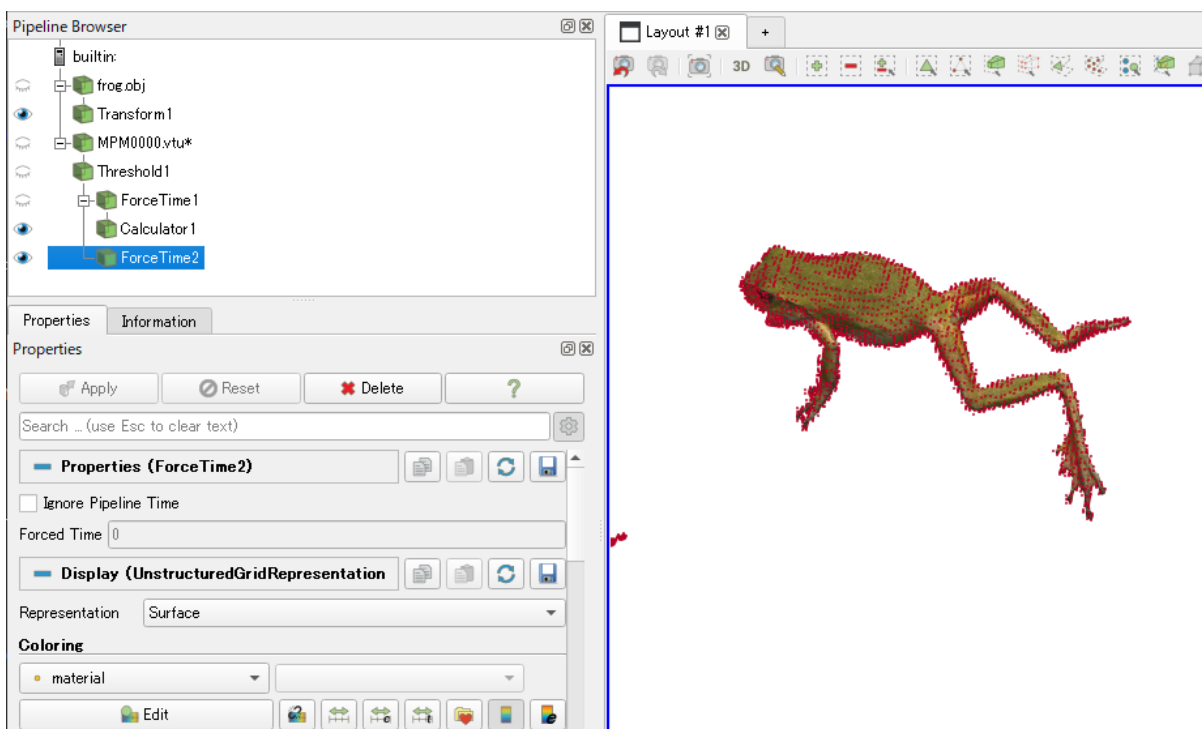 Pipeline Browser
builtin:
frog.obj
Transform1
MPM0000.vtu*
Threshold1
ForceTime1
Calculator1
ForceTime2
Properties
Information
Properties
Apply
Reset
Delete
?
Search ... (use Esc to clear text)
Properties (ForceTime2)
Ignore Pipeline Time
Forced Time 0
Display (UnstructuredGridRepresentation
Representation Surface
Coloring
material
Edit
Layout #1
+
3D